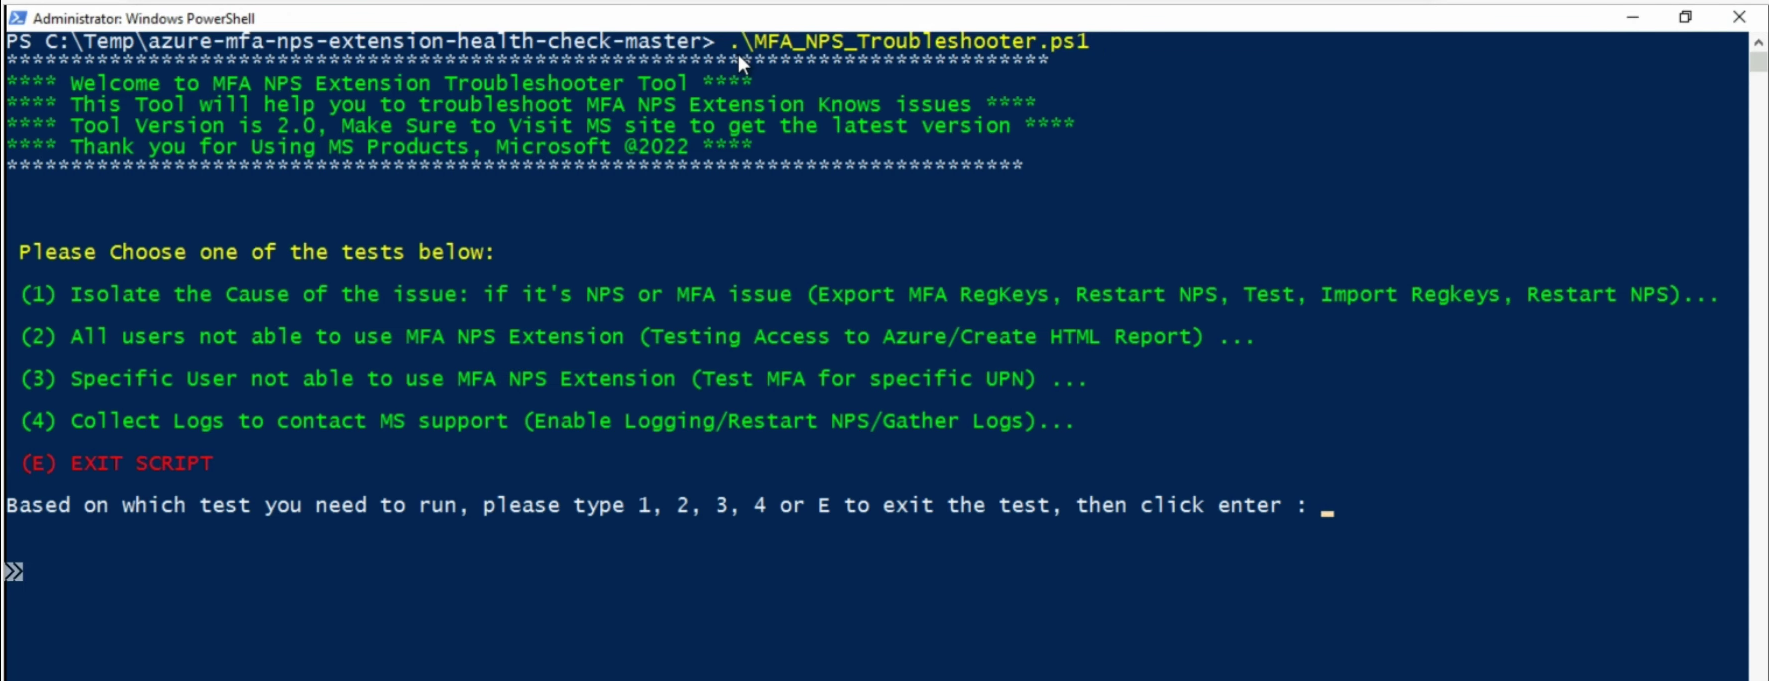 Administrator: Windows PowerShell
PS C:\Temp\azure-mfa-nps-extension-health-check-master> .\MFA_NPS_Troubleshooter.ps1
*********************************************************************************
**** Welcome to MFA NPS Extension Troubleshooter Tool ****
**** This Tool will help you to troubleshoot MFA NPS Extension Knows issues ****
**** Tool Version is 2.0, Make Sure to Visit MS site to get the latest version ****
**** Thank you for Using MS Products, Microsoft @2022 ****
*******************************************************************************
Please Choose one of the tests below:
(1) Isolate the Cause of the issue: if it's NPS or MFA issue (Export MFA RegKeys, Restart NPS, Test, Import Regkeys, Restart NPS)...
(2) All users not able to use MFA NPS Extension (Testing Access to Azure/Create HTML Report) ...
(3) Specific User not able to use MFA NPS Extension (Test MFA for specific UPN) ...
(4) Collect Logs to contact MS support (Enable Logging/Restart NPS/Gather Logs)...
(E) EXIT SCRIPT
Based on which test you need to run, please type 1, 2, 3, 4 or E to exit the test, then click enter : _